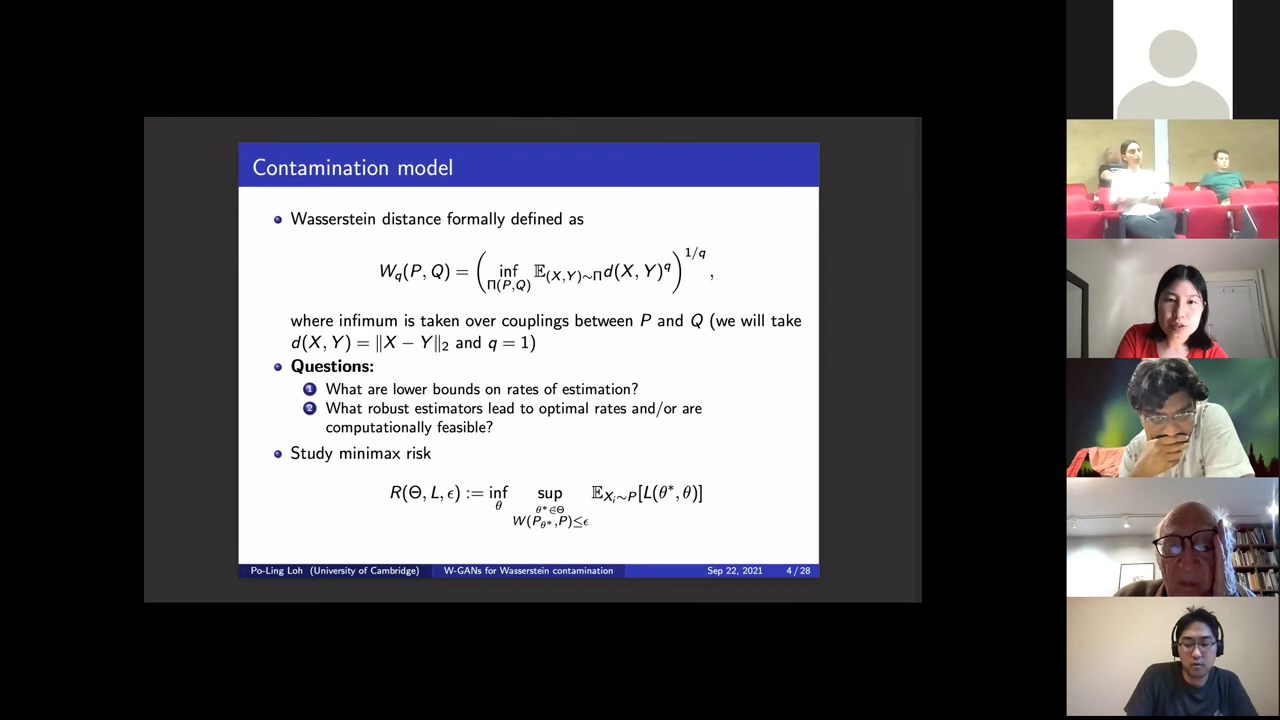 Contamination model
Wasserstein distance formally defined as
W_q(P, Q) = ( inf_{Π(P,Q)} 𝔼_{(X,Y)∼Π} d(X, Y)^q )^{1/q} ,
where infimum is taken over couplings between P and Q (we will take
d(X, Y) = ‖X − Y‖_2 and q = 1)
Questions:
1 What are lower bounds on rates of estimation?
2 What robust estimators lead to optimal rates and/or are
computationally feasible?
Study minimax risk
R(Θ, L, ϵ) := inf_θ sup_{θ*∈Θ, W(P_{θ*},P)≤ϵ} 𝔼_{X_i∼P}[L(θ*, θ)]
Po-Ling Loh (University of Cambridge) W-GANs for Wasserstein contamination Sep 22, 2021 4 / 28